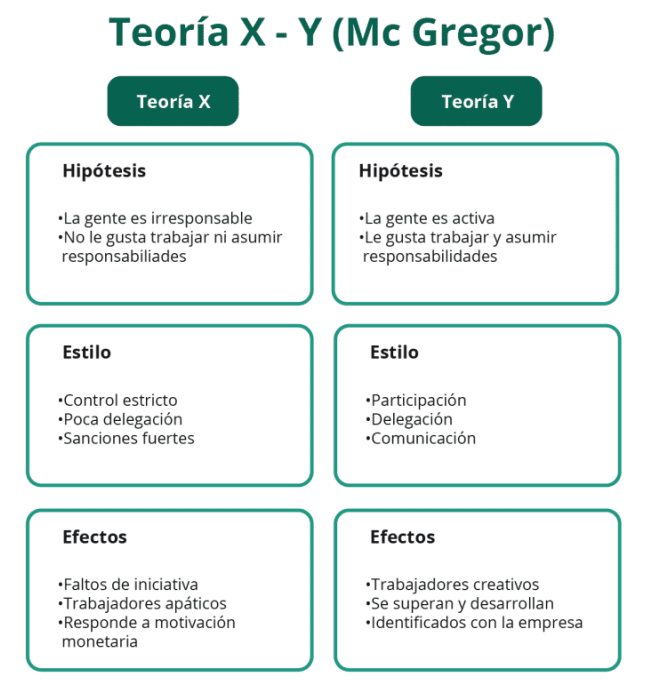 Teoría X - Y (Mc Gregor)
Teoría X
Hipótesis
•La gente es irresponsable
•No le gusta trabajar ni asumir
responsabiliades
Estilo
•Control estricto
•Poca delegación
•Sanciones fuertes
Efectos
•Faltos de iniciativa
•Trabajadores apáticos
•Responde a motivación
monetaria
Teoría Y
Hipótesis
•La gente es activa
•Le gusta trabajar y asumir
responsabilidades
Estilo
•Participación
•Delegación
•Comunicación
Efectos
•Trabajadores creativos
•Se superan y desarrollan
•Identificados con la empresa